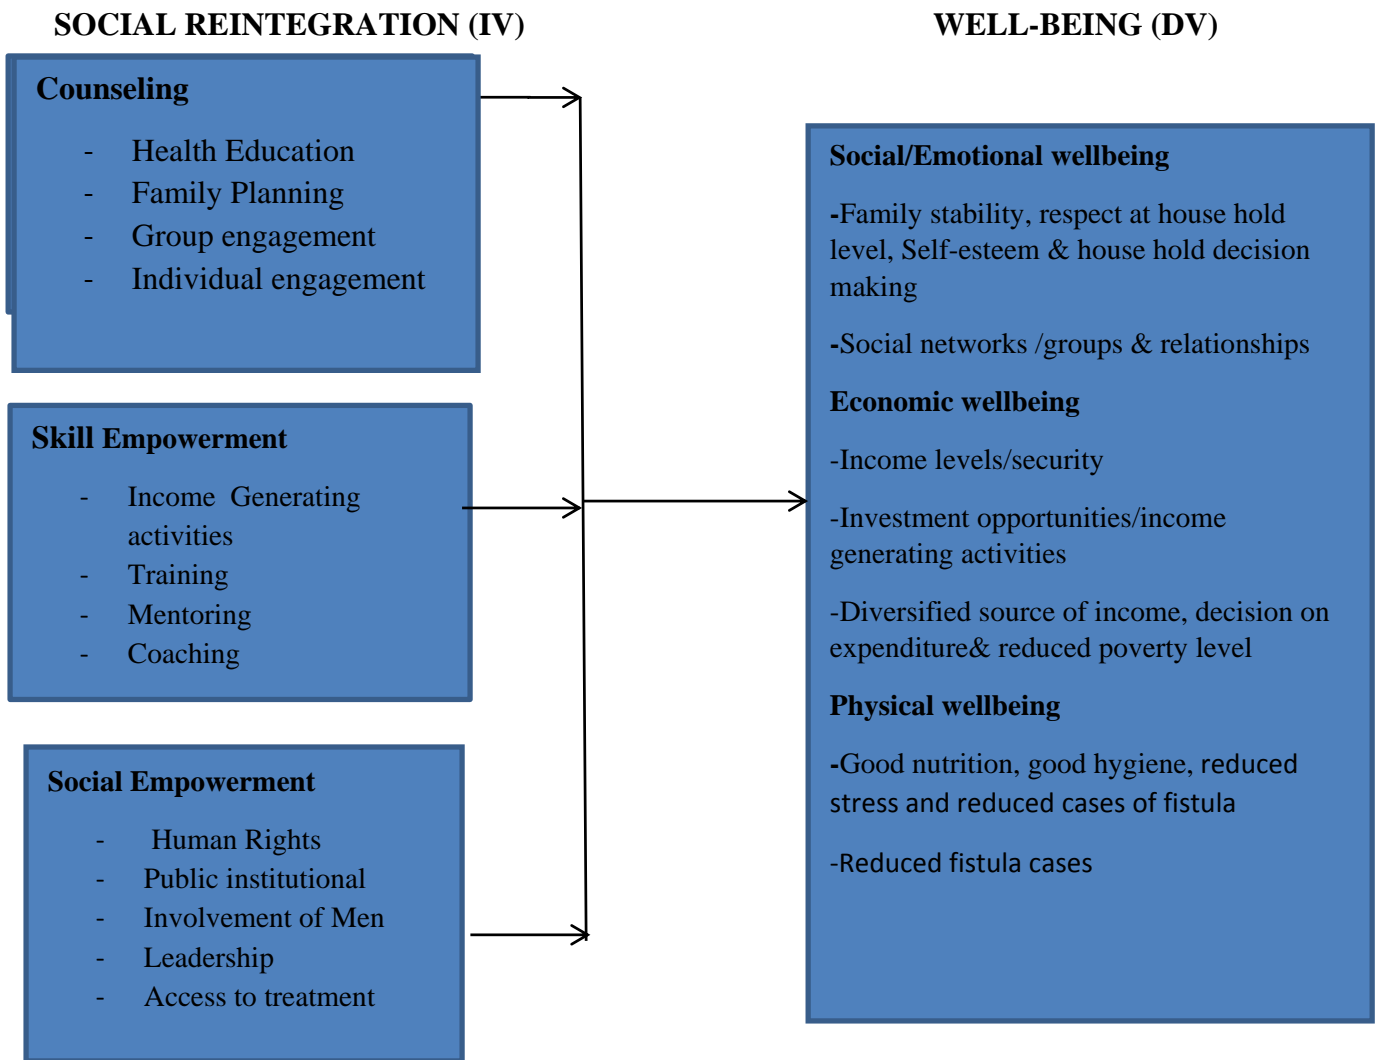 SOCIAL REINTEGRATION (IV)
WELL-BEING (DV)
Counseling
- Health Education
- Family Planning
- Group engagement
- Individual engagement
Skill Empowerment
- Income Generating
activities
- Training
- Mentoring
- Coaching
Social Empowerment
- Human Rights
- Public institutional
- Involvement of Men
- Leadership
- Access to treatment
Social/Emotional wellbeing
-Family stability, respect at house hold
level, Self-esteem & house hold decision
making
-Social networks /groups & relationships
Economic wellbeing
-Income levels/security
-Investment opportunities/income
generating activities
-Diversified source of income, decision on
expenditure& reduced poverty level
Physical wellbeing
-Good nutrition, good hygiene, reduced
stress and reduced cases of fistula
-Reduced fistula cases